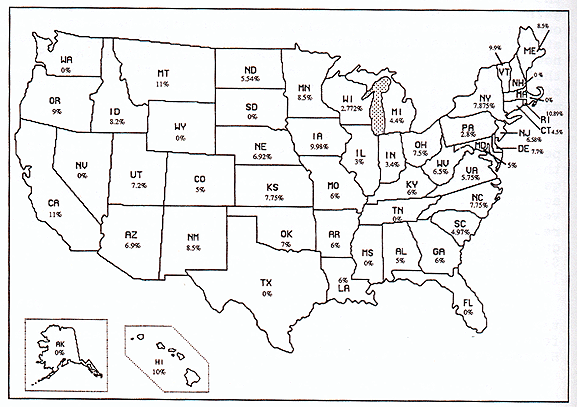 WA
0%
OR
9%
CA
11%
NV
0%
ID
8.2%
MT
11%
WY
0%
UT
7.2%
AZ
6.9%
CO
5%
NM
8.5%
ND
5.54%
SD
0%
NE
6.92%
KS
7.75%
OK
7%
TX
0%
MN
8.5%
IA
9.98%
MO
6%
AR
6%
6%
LA
WI
2.772%
IL
3%
MI
4.4%
IN
3.4%
OH
7.5%
KY
6%
TN
0%
MS
0%
AL
5%
GA
6%
FL
0%
SC
4.97%
NC
7.75%
VA
5.75%
WV
6.5%
PA
2.8%
NY
7.875%
9.9%
VT
NH
0%
ME
8.5%
MA
0%
10.89%
RI
CT 4.5%
NJ
6.58%
DE 7.7%
MD
5%
AK
0%
HI
10%